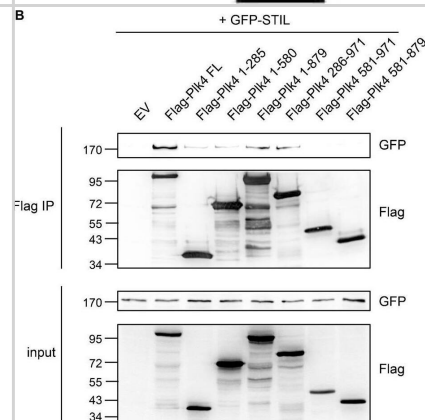 B
+ GFP-STIL
EV
Flag-Plk4 FL
Flag-Plk4 1-285
Flag-Plk4 1-580
Flag-Plk4 1-879
Flag-Plk4 286-971
Flag-Plk4 581-971
Flag-Plk4 581-879
170
GFP
Flag IP
95
72
55
43
34
Flag
170
GFP
input
95
72
55
43
34
Flag